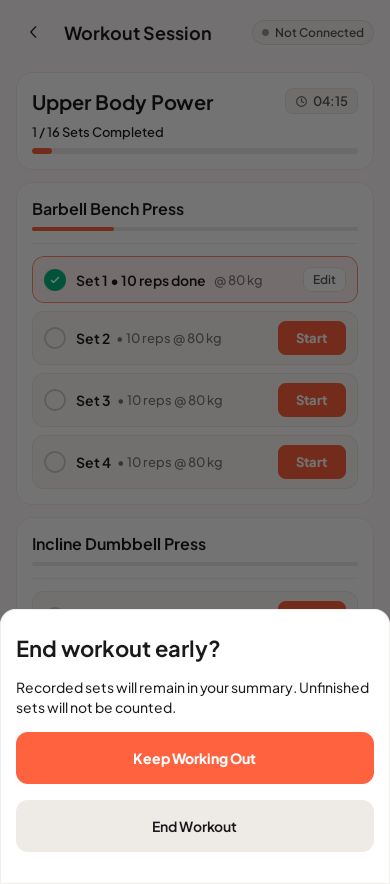 Workout Session
Not Connected
Upper Body Power
04:15
1 / 16 Sets Completed
Barbell Bench Press
Set 1 • 10 reps done @ 80 kg
Edit
Set 2 • 10 reps @ 80 kg
Start
Set 3 • 10 reps @ 80 kg
Start
Set 4 • 10 reps @ 80 kg
Start
Incline Dumbbell Press
End workout early?
Recorded sets will remain in your summary. Unfinished
sets will not be counted.
Keep Working Out
End Workout